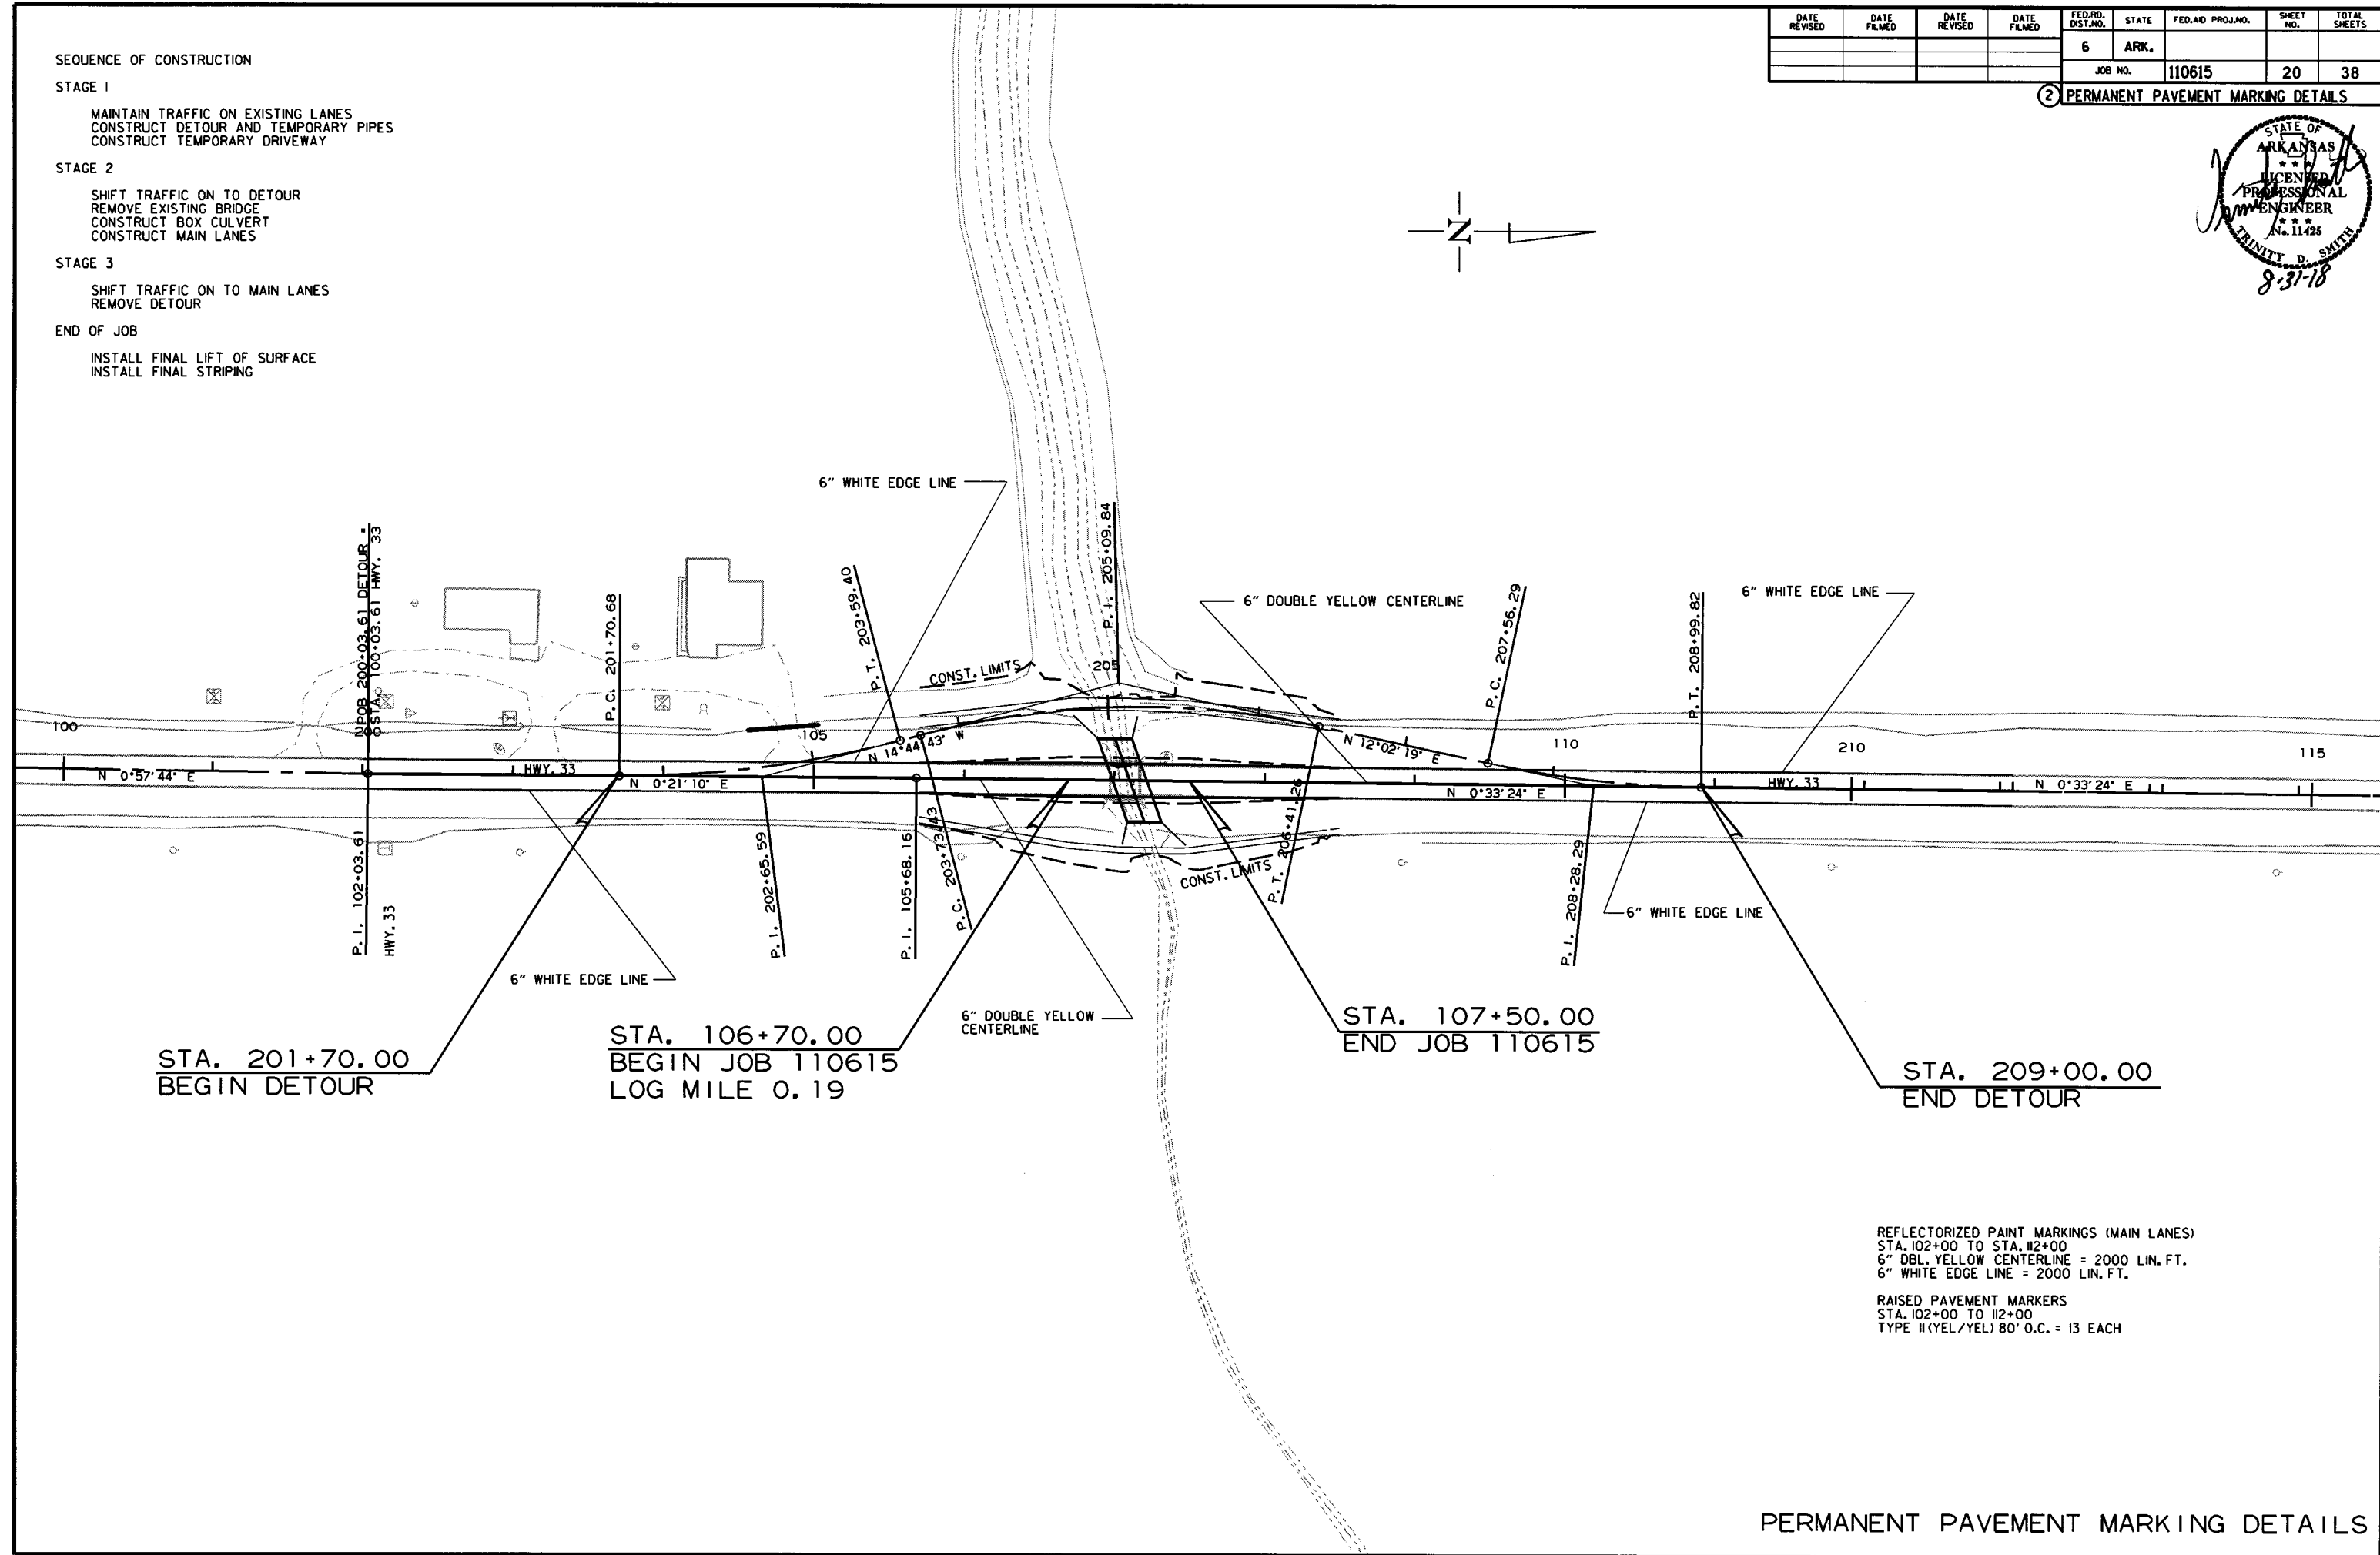 SEQUENCE OF CONSTRUCTION
STAGE 1
MAINTAIN TRAFFIC ON EXISTING LANES
CONSTRUCT DETOUR AND TEMPORARY PIPES
CONSTRUCT TEMPORARY DRIVEWAY
STAGE 2
SHIFT TRAFFIC ON TO DETOUR
REMOVE EXISTING BRIDGE
CONSTRUCT BOX CULVERT
CONSTRUCT MAIN LANES
STAGE 3
SHIFT TRAFFIC ON TO MAIN LANES
REMOVE DETOUR
END OF JOB
INSTALL FINAL LIFT OF SURFACE
INSTALL FINAL STRIPING
DATE REVISED
DATE FILMED
DATE REVISED
DATE FILMED
FED.RD. DIST.NO.
STATE
FED.AID PROJ.NO.
SHEET NO.
TOTAL SHEETS
6
ARK.
JOB NO.
110615
20
38
2 PERMANENT PAVEMENT MARKING DETAILS
STATE OF
ARKANSAS
* * *
LICENSED
PROFESSIONAL
ENGINEER
* * *
No. 11425
TRINITY D. SMITH
8-31-18
N
6" WHITE EDGE LINE
6" DOUBLE YELLOW CENTERLINE
6" WHITE EDGE LINE
POB 200+03.61 DETOUR =
STA. 100+03.61 HWY. 33
P.C. 201+70.68
P.T. 203+59.40
P.I. 205+09.84
P.C. 207+56.29
P.T. 208+99.82
CONST. LIMITS
100
200
105
205
110
210
115
N 0°57'44" E
HWY. 33
N 0°21'10" E
N 14°44'43" W
N 12°02'19" E
N 0°33'24" E
HWY. 33
N 0°33'24" E
P.I. 102+03.61
HWY. 33
P.I. 202+65.59
P.I. 105+68.16
P.C. 203+73.43
CONST. LIMITS
P.T. 206+41.26
P.I. 208+28.29
6" WHITE EDGE LINE
6" WHITE EDGE LINE
6" DOUBLE YELLOW
CENTERLINE
STA. 201+70.00
BEGIN DETOUR
STA. 106+70.00
BEGIN JOB 110615
LOG MILE 0.19
STA. 107+50.00
END JOB 110615
STA. 209+00.00
END DETOUR
REFLECTORIZED PAINT MARKINGS (MAIN LANES)
STA. 102+00 TO STA. 112+00
6" DBL. YELLOW CENTERLINE = 2000 LIN. FT.
6" WHITE EDGE LINE = 2000 LIN. FT.
RAISED PAVEMENT MARKERS
STA. 102+00 TO 112+00
TYPE II (YEL/YEL) 80' O.C. = 13 EACH
PERMANENT PAVEMENT MARKING DETAILS